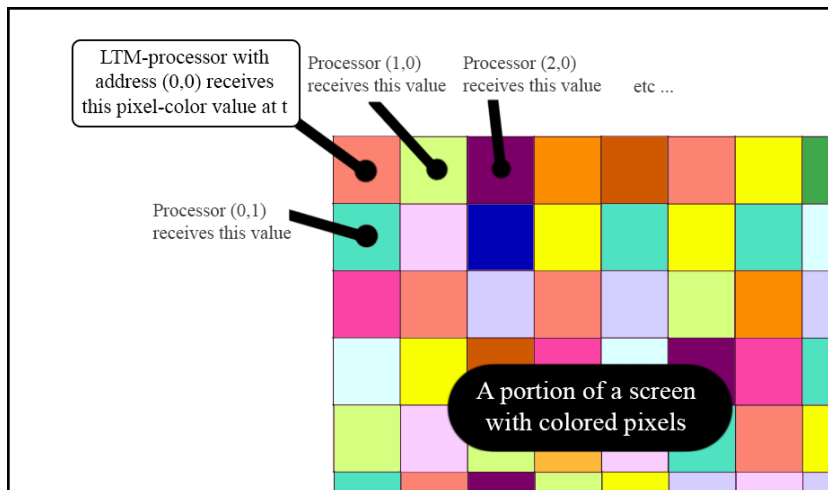 LTM-processor with
address (0,0) receives
this pixel-color value at t
Processor (1,0)
receives this value
Processor (2,0)
receives this value
etc ...
Processor (0,1)
receives this value
A portion of a screen
with colored pixels